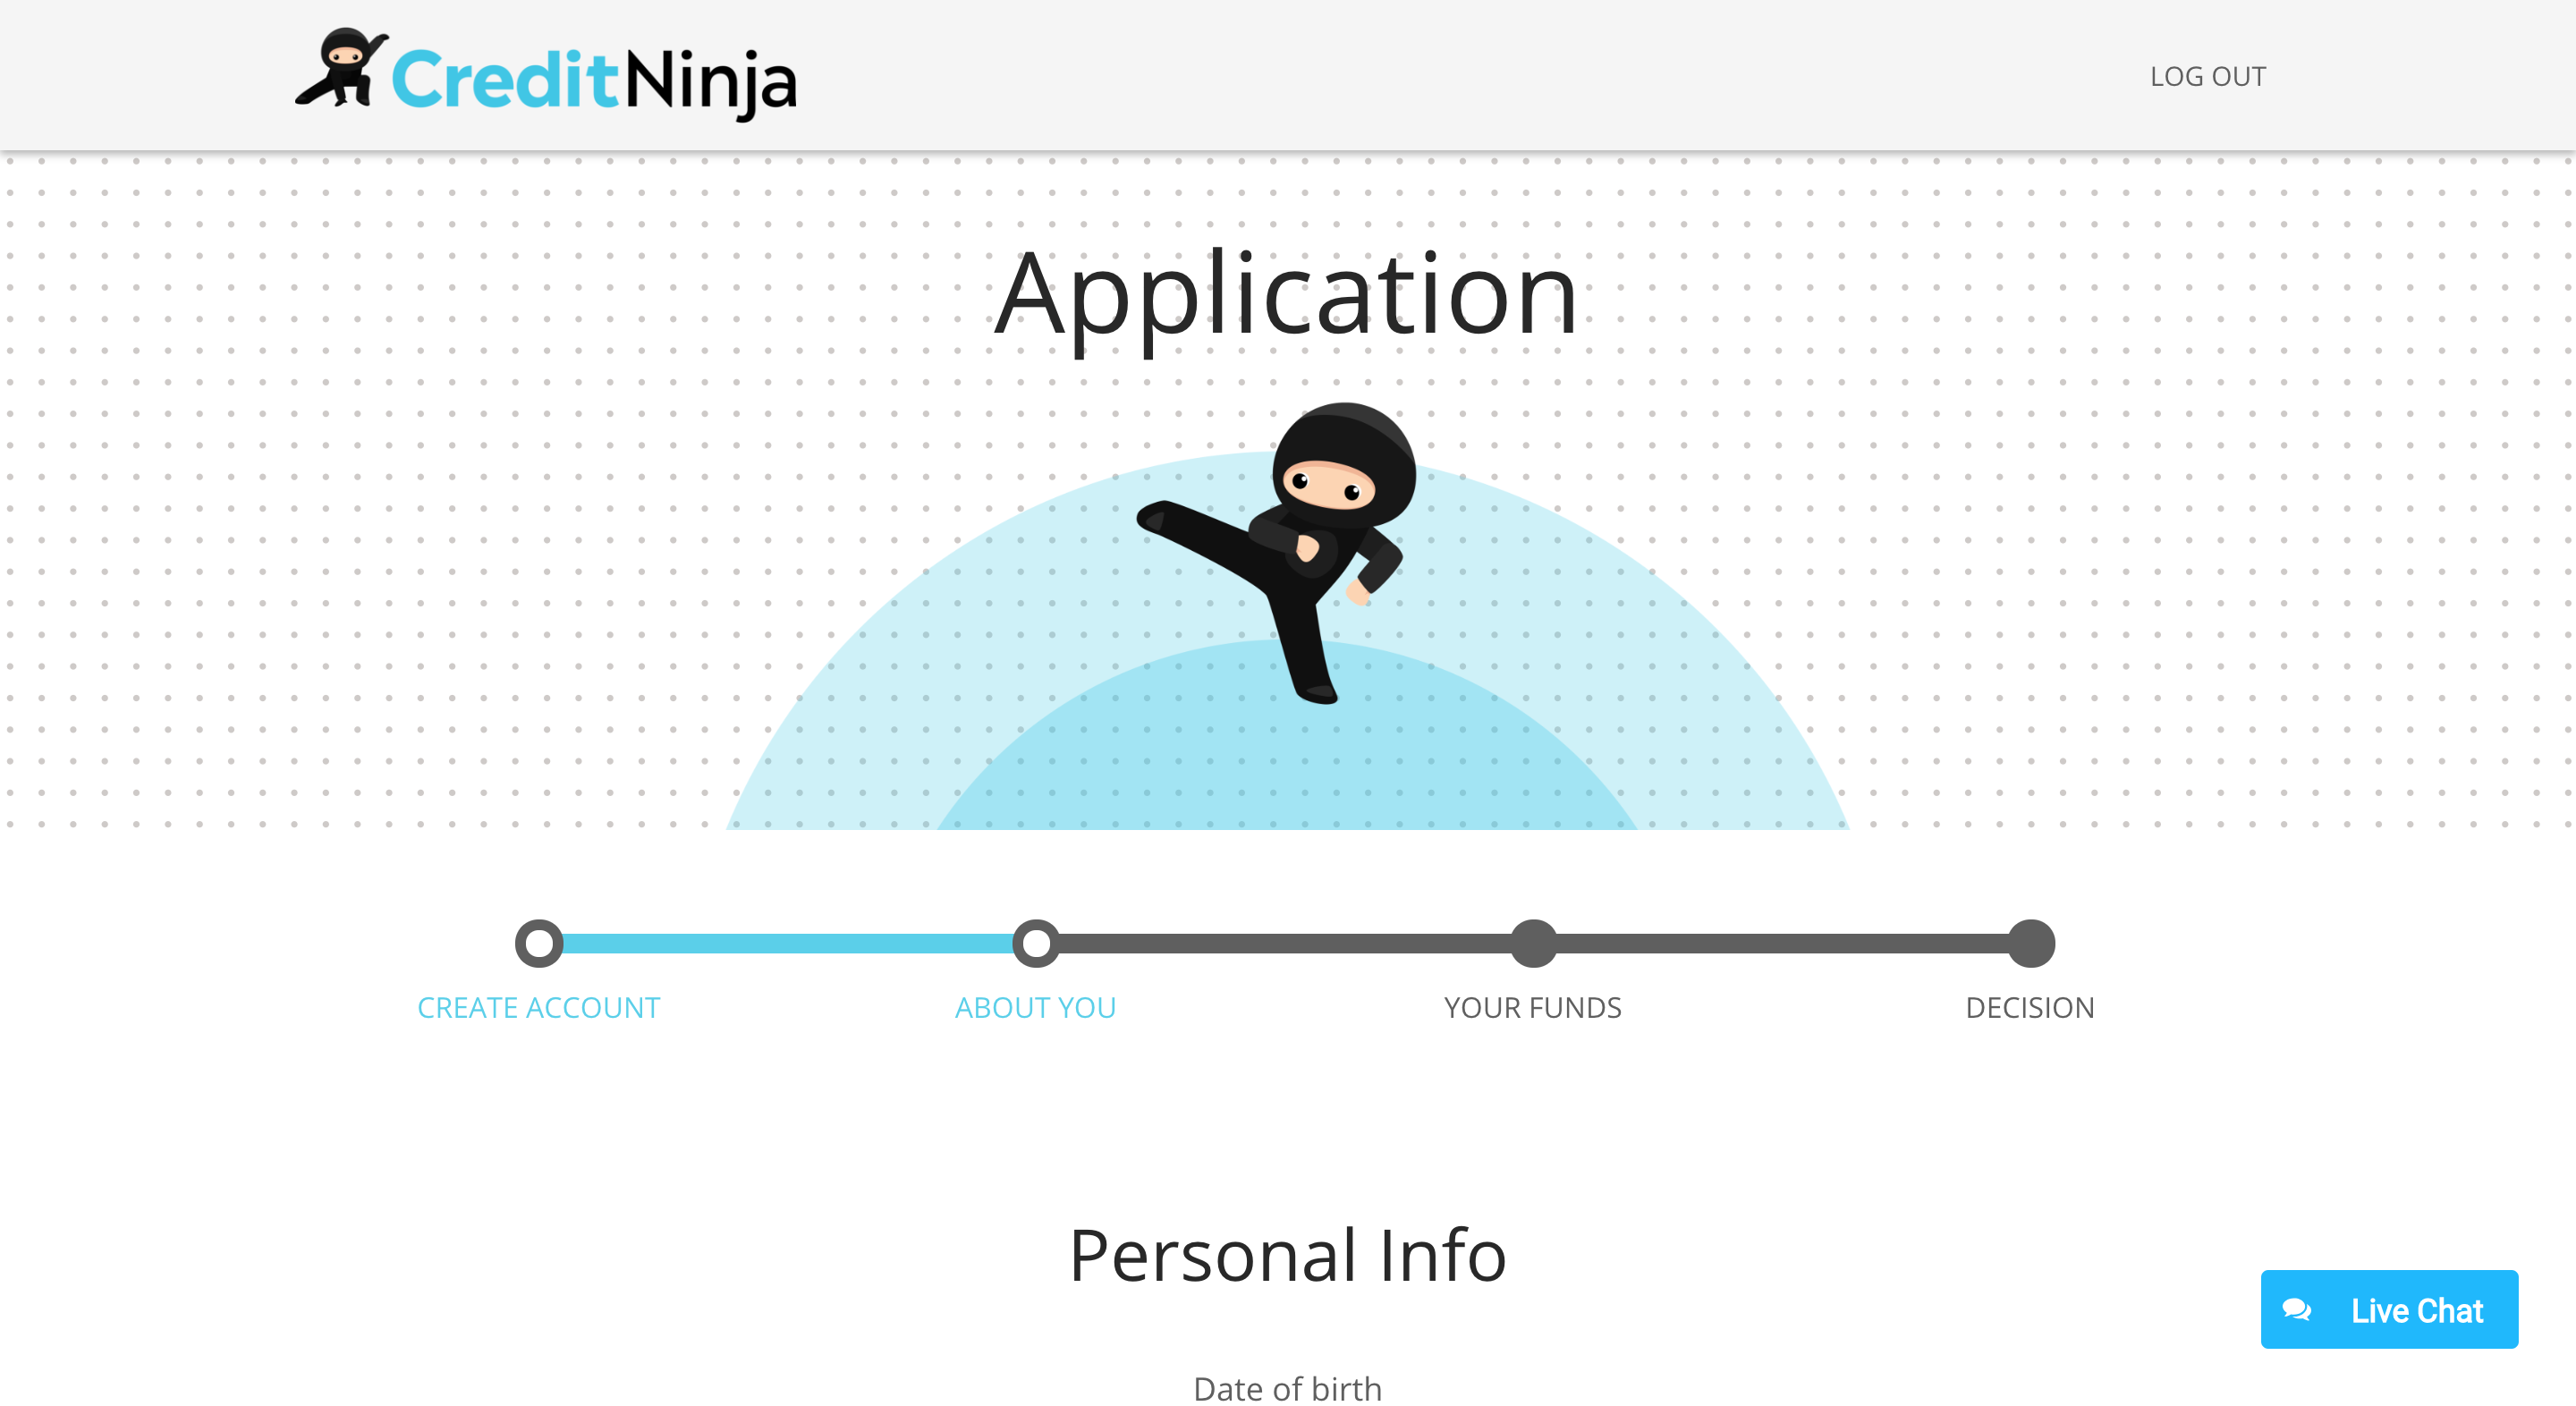 CreditNinja
LOG OUT
Application
CREATE ACCOUNT
ABOUT YOU
YOUR FUNDS
DECISION
Personal Info
Live Chat
Date of birth